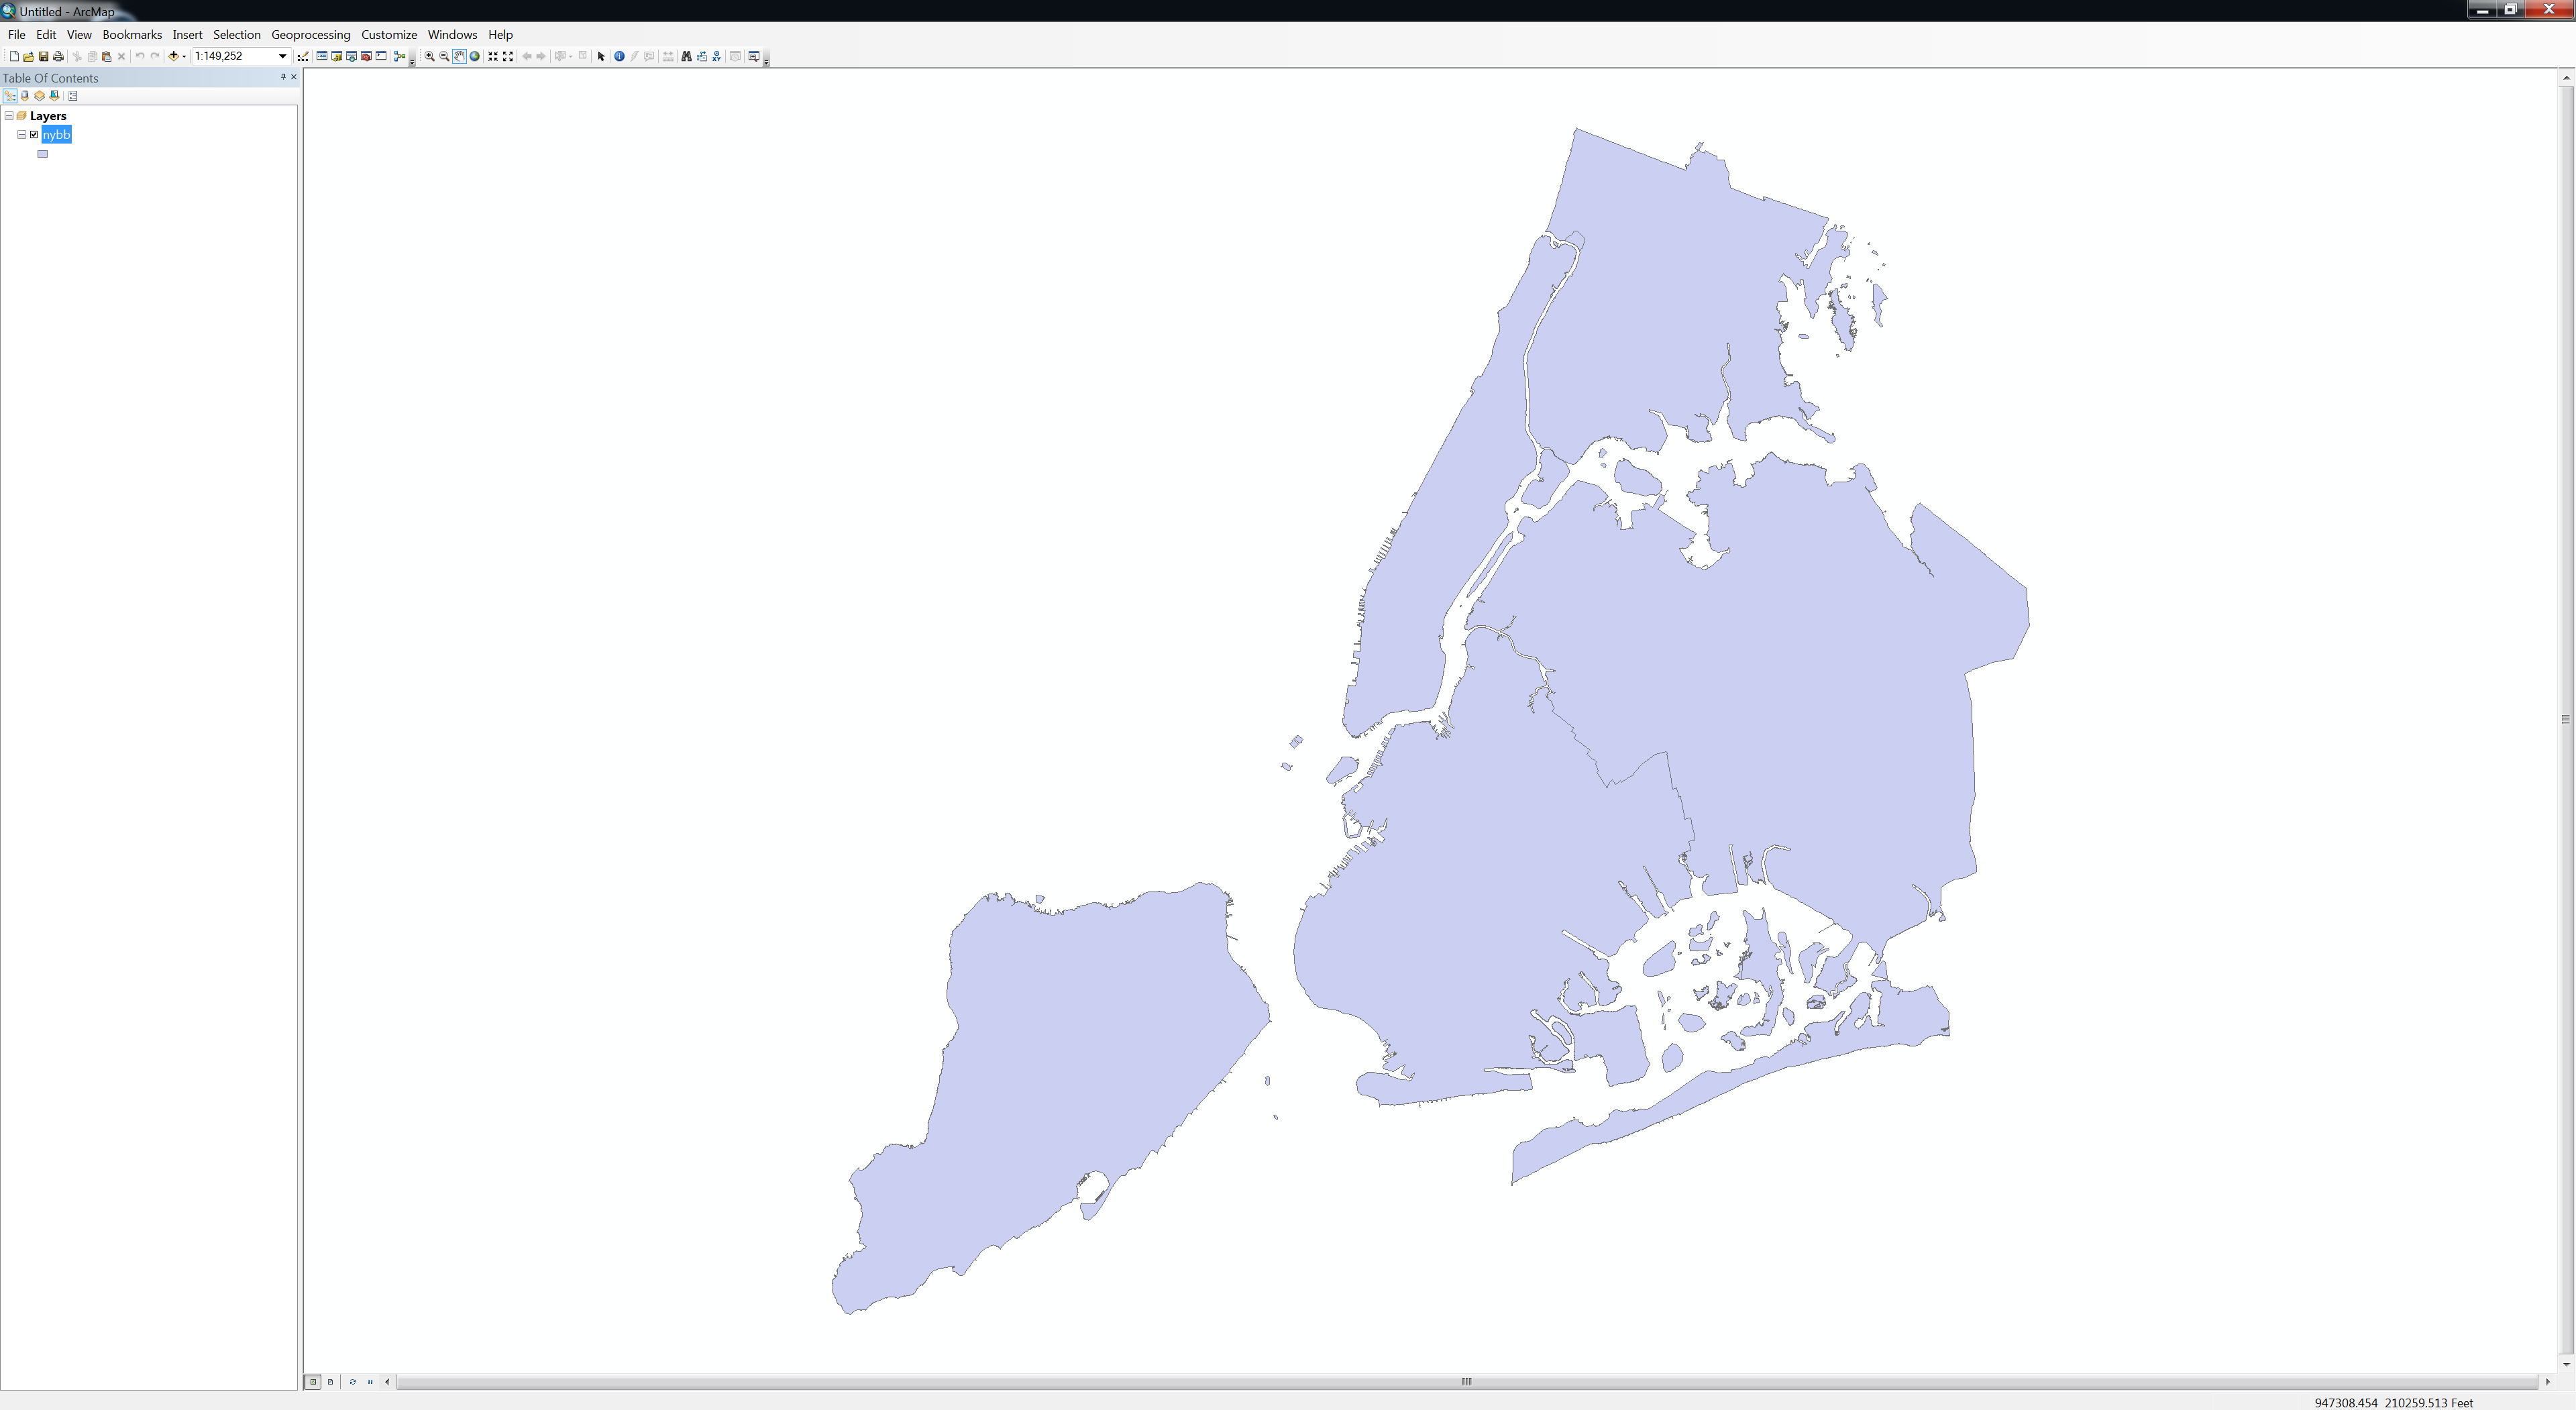 Untitled - ArcMap
File Edit View Bookmarks Insert Selection Geoprocessing Customize Windows Help
1:149,252
Table Of Contents
Layers
nybb
947308.454 210259.513 Feet